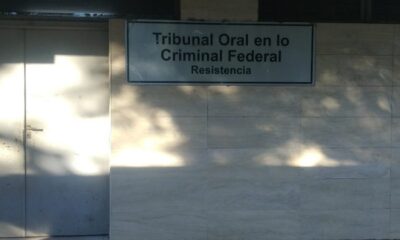 Tribunal Oral en lo
Criminal Federal
Resistencia